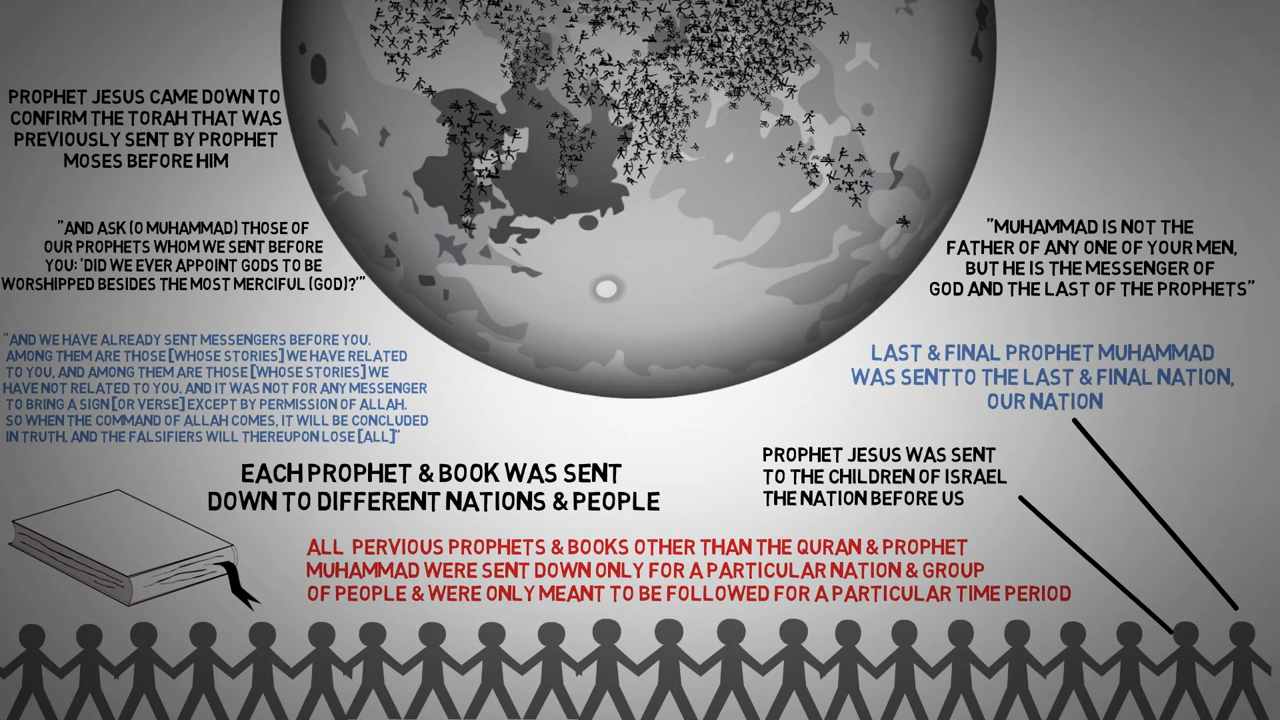 PROPHET JESUS CAME DOWN TO
CONFIRM THE TORAH THAT WAS
PREVIOUSLY SENT BY PROPHET
MOSES BEFORE HIM
"AND ASK (O MUHAMMAD) THOSE OF
OUR PROPHETS WHOM WE SENT BEFORE
YOU: 'DID WE EVER APPOINT GODS TO BE
WORSHIPPED BESIDES THE MOST MERCIFUL (GOD)?'"
"MUHAMMAD IS NOT THE
FATHER OF ANY ONE OF YOUR MEN,
BUT HE IS THE MESSENGER OF
GOD AND THE LAST OF THE PROPHETS"
"AND WE HAVE ALREADY SENT MESSENGERS BEFORE YOU.
AMONG THEM ARE THOSE [WHOSE STORIES] WE HAVE RELATED
TO YOU, AND AMONG THEM ARE THOSE [WHOSE STORIES] WE
HAVE NOT RELATED TO YOU. AND IT WAS NOT FOR ANY MESSENGER
TO BRING A SIGN [OR VERSE] EXCEPT BY PERMISSION OF ALLAH.
SO WHEN THE COMMAND OF ALLAH COMES, IT WILL BE CONCLUDED
IN TRUTH, AND THE FALSIFIERS WILL THEREUPON LOSE [ALL]"
LAST & FINAL PROPHET MUHAMMAD
WAS SENTTO THE LAST & FINAL NATION,
OUR NATION
EACH PROPHET & BOOK WAS SENT
DOWN TO DIFFERENT NATIONS & PEOPLE
PROPHET JESUS WAS SENT
TO THE CHILDREN OF ISRAEL
THE NATION BEFORE US
ALL PERVIOUS PROPHETS & BOOKS OTHER THAN THE QURAN & PROPHET
MUHAMMAD WERE SENT DOWN ONLY FOR A PARTICULAR NATION & GROUP
OF PEOPLE & WERE ONLY MEANT TO BE FOLLOWED FOR A PARTICULAR TIME PERIOD